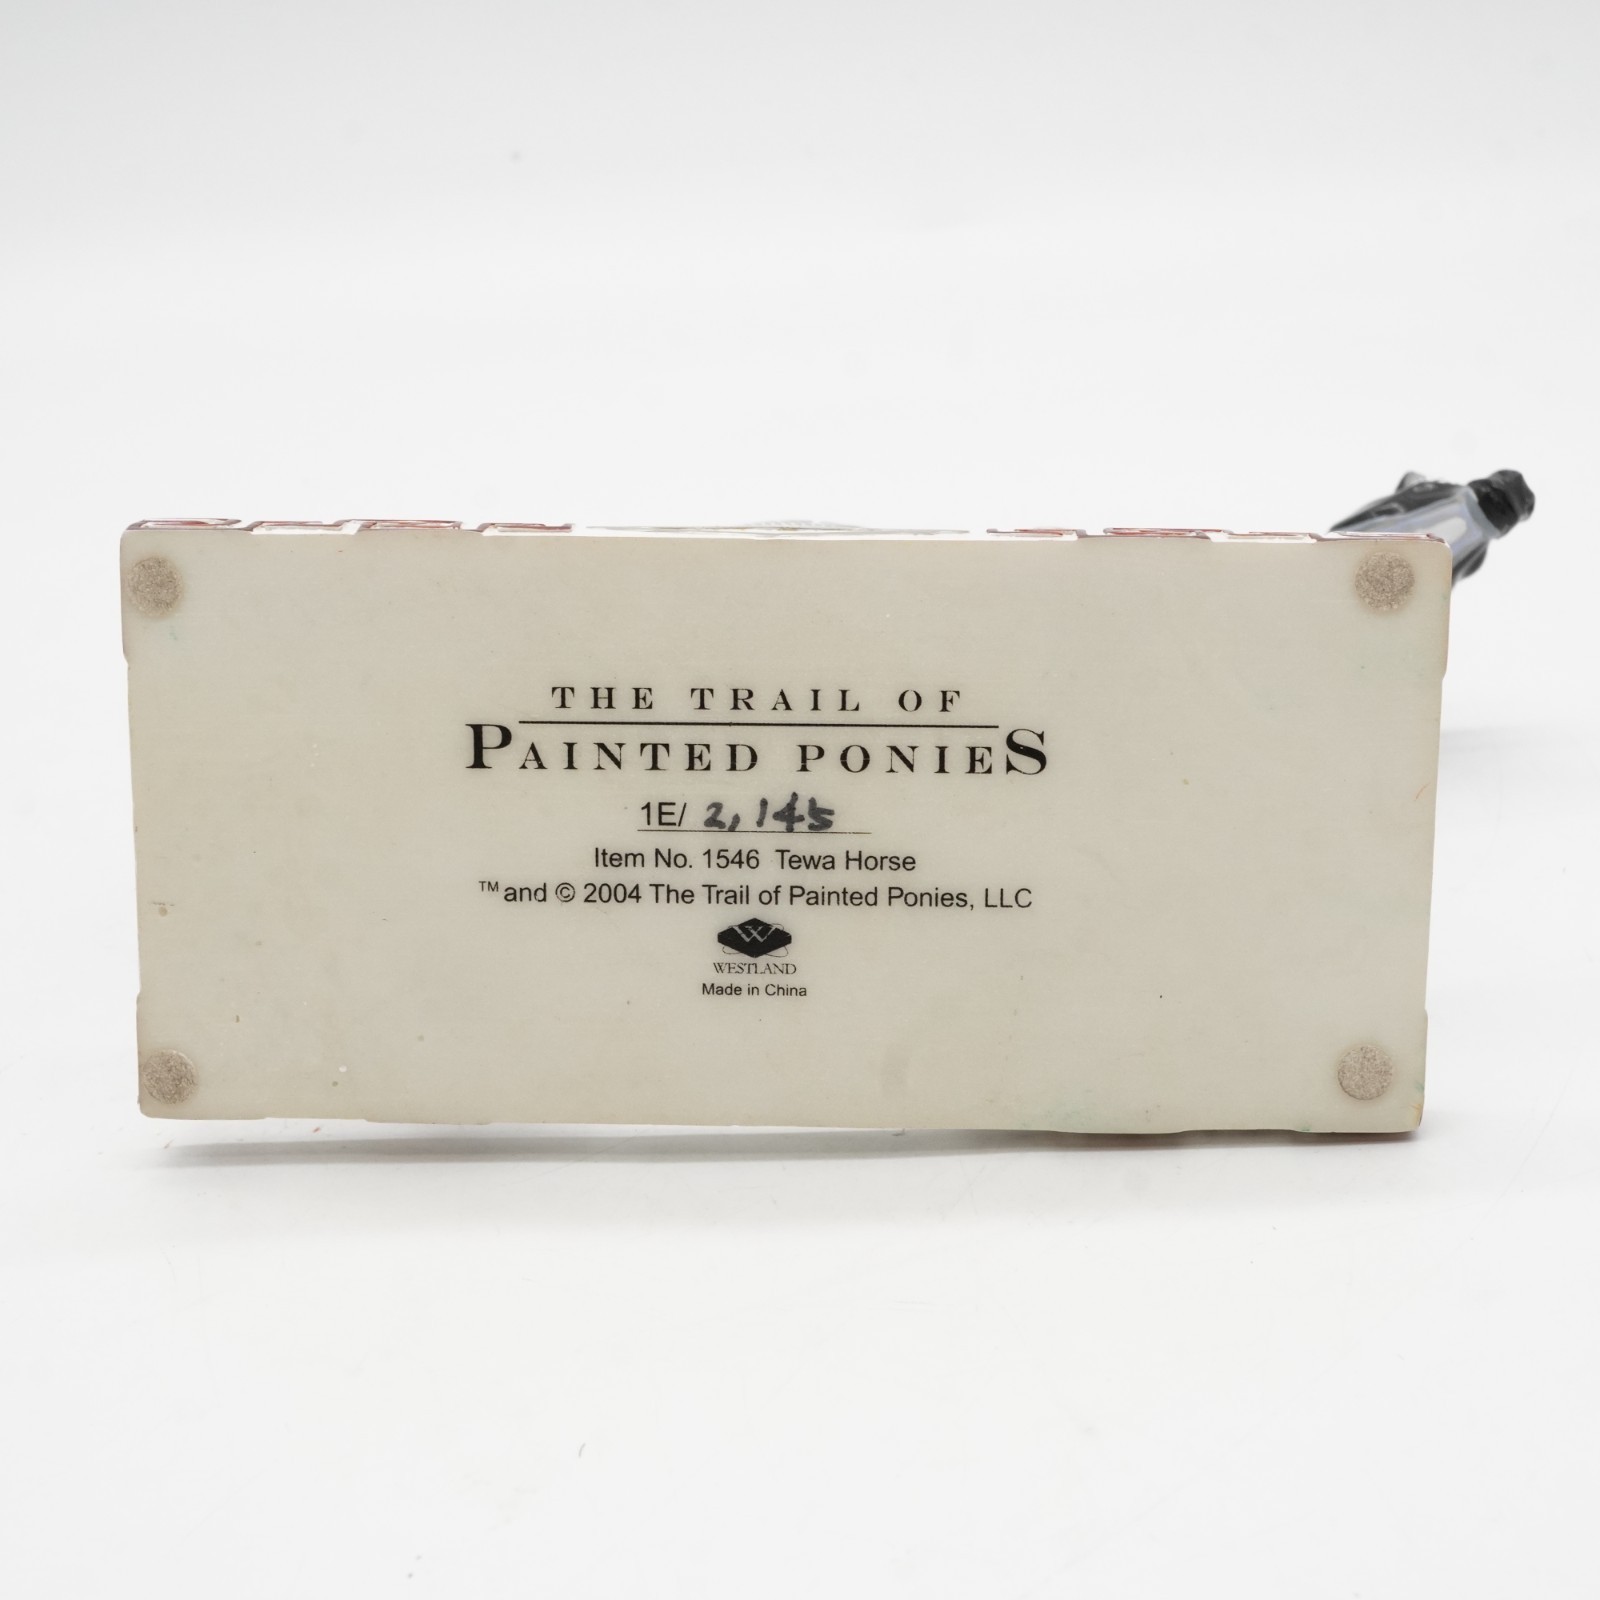 THE TRAIL OF
PAINTED PONIES
1E/ 2,145
Item No. 1546 Tewa Horse
™ and © 2004 The Trail of Painted Ponies, LLC
W
WESTLAND
Made in China